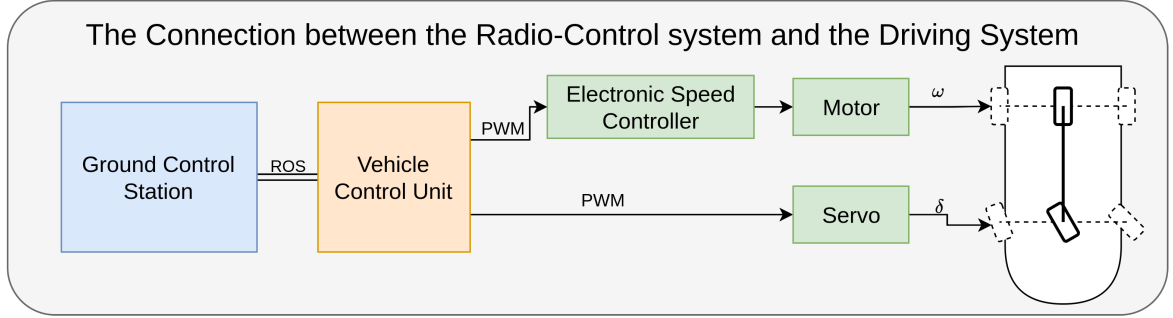 The Connection between the Radio-Control system and the Driving System
Ground Control
Station
ROS
Vehicle
Control Unit
PWM
Electronic Speed
Controller
Motor
ω
PWM
Servo
δ